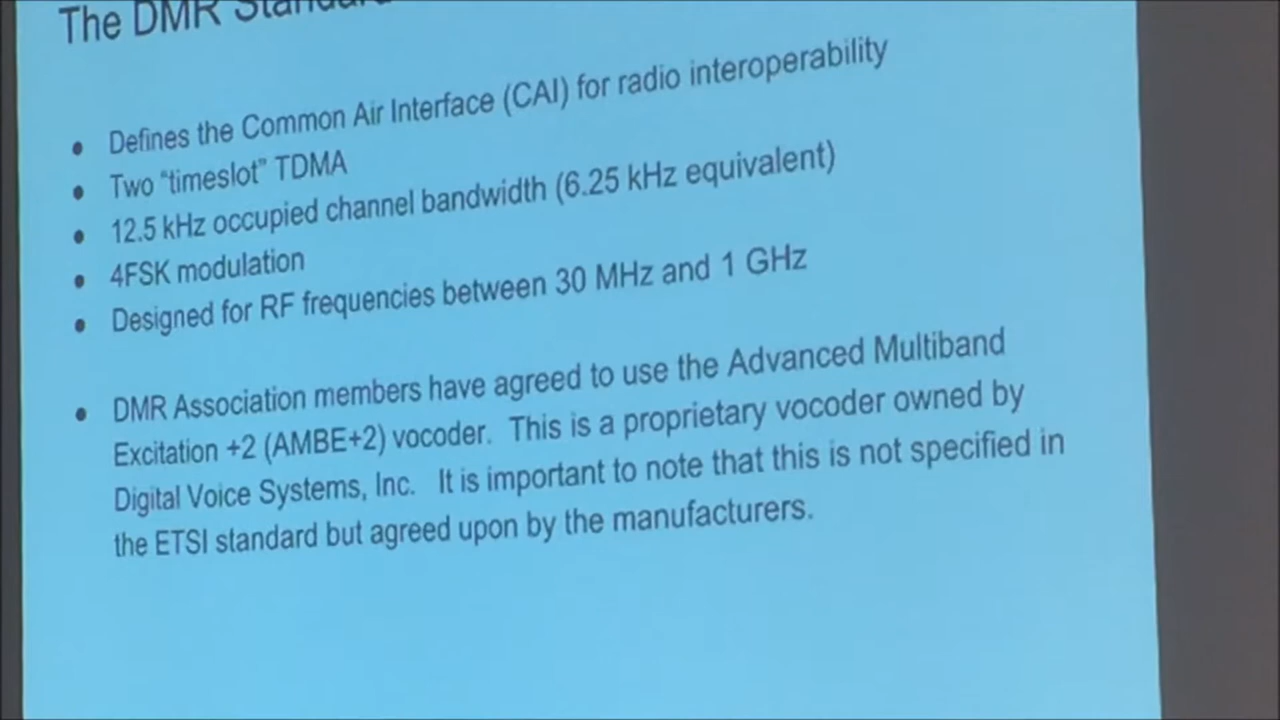 The DMR Standard
• Defines the Common Air Interface (CAI) for radio interoperability
• Two “timeslot” TDMA
• 12.5 kHz occupied channel bandwidth (6.25 kHz equivalent)
• 4FSK modulation
• Designed for RF frequencies between 30 MHz and 1 GHz
• DMR Association members have agreed to use the Advanced Multiband
Excitation +2 (AMBE+2) vocoder. This is a proprietary vocoder owned by
Digital Voice Systems, Inc. It is important to note that this is not specified in
the ETSI standard but agreed upon by the manufacturers.